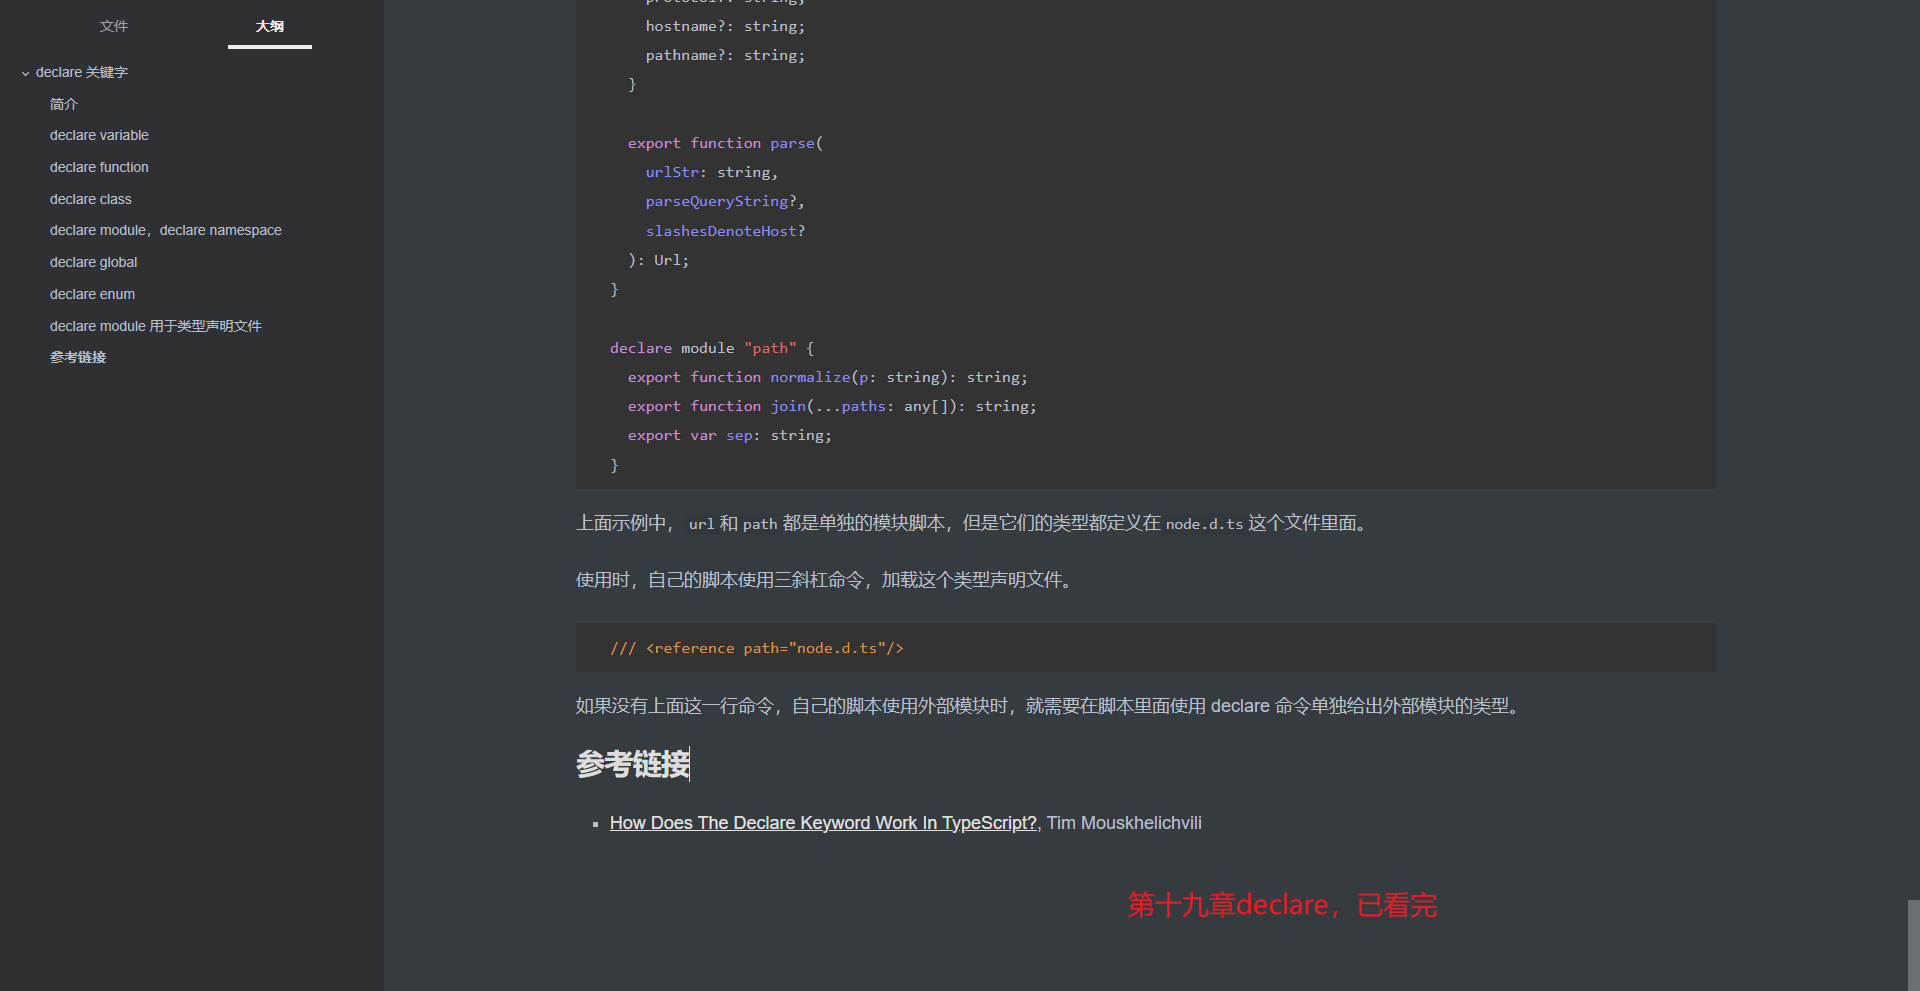 文件
大纲
declare 关键字
简介
declare variable
declare function
declare class
declare module，declare namespace
declare global
declare enum
declare module 用于类型声明文件
参考链接
protocol?: string;
hostname?: string;
pathname?: string;
}
export function parse(
urlStr: string,
parseQueryString?,
slashesDenoteHost?
): Url;
}
declare module "path" {
export function normalize(p: string): string;
export function join(...paths: any[]): string;
export var sep: string;
}
上面示例中，url 和 path 都是单独的模块脚本，但是它们的类型都定义在 node.d.ts 这个文件里面。
使用时，自己的脚本使用三斜杠命令，加载这个类型声明文件。
/// <reference path="node.d.ts"/>
如果没有上面这一行命令，自己的脚本使用外部模块时，就需要在脚本里面使用 declare 命令单独给出外部模块的类型。
参考链接
How Does The Declare Keyword Work In TypeScript?, Tim Mouskhelichvili
第十九章declare，已看完